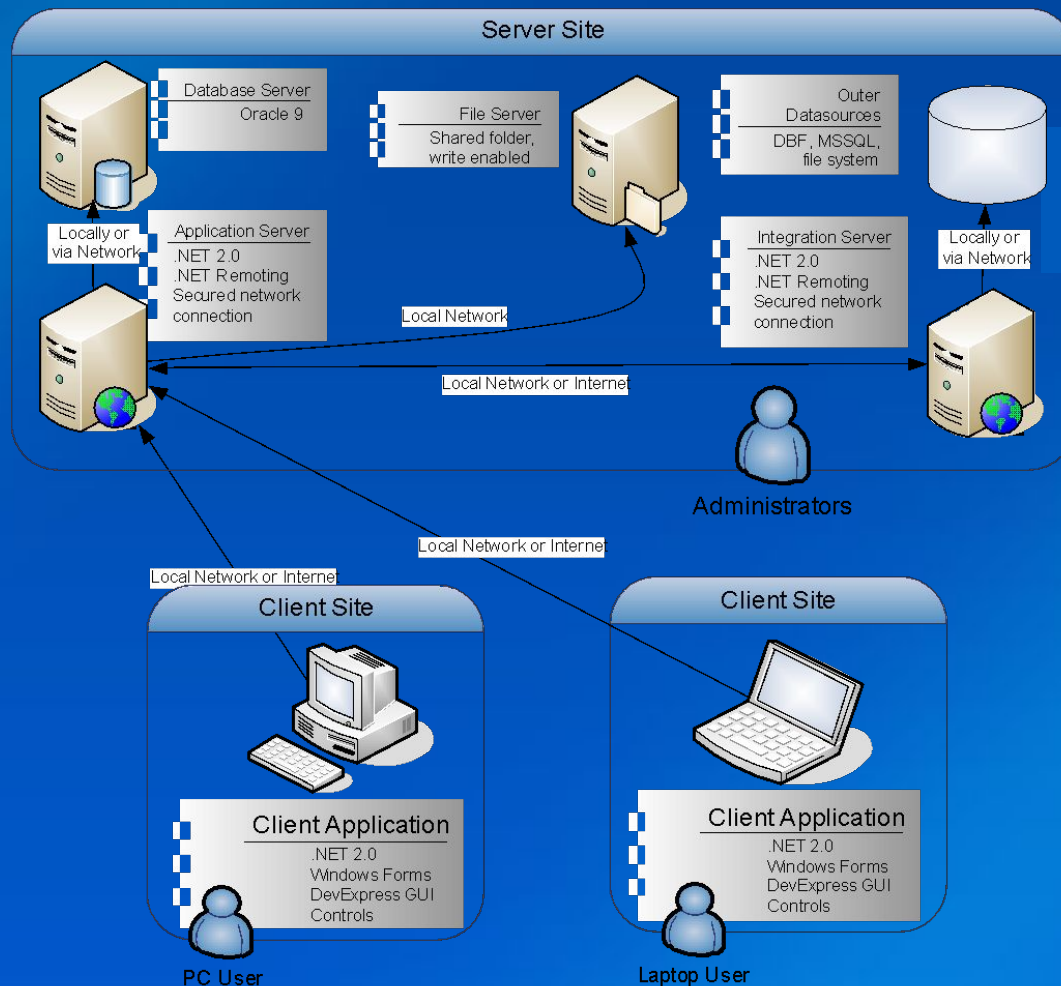 Server Site
Database Server
Oracle 9
File Server
Shared folder,
write enabled
Outer
Datasources
DBF, MSSQL,
file system
Locally or
via Network
Application Server
.NET 2.0
.NET Remoting
Secured network
connection
Integration Server
.NET 2.0
.NET Remoting
Secured network
connection
Locally or
via Network
Local Network
Local Network or Internet
Administrators
Local Network or Internet
Local Network or Internet
Client Site
Client Application
.NET 2.0
Windows Forms
DevExpress GUI
Controls
PC User
Client Site
Client Application
.NET 2.0
Windows Forms
DevExpress GUI
Controls
Laptop User